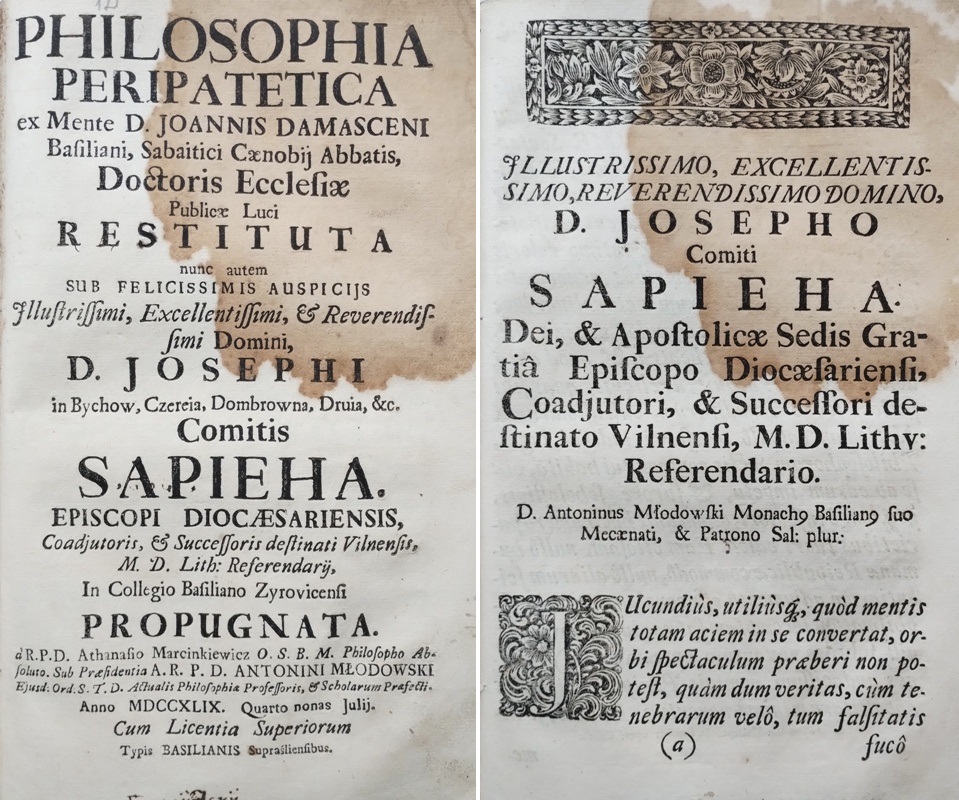 PHILOSOPHIA
PERIPATETICA
ex Mente D. JOANNIS DAMASCENI
Baſiliani, Sabaitici Cænobij Abbatis,
Doctoris Eccleſiæ
Publicæ Luci
RESTITUTA
nunc autem
SUB FELICISSIMIS AUSPICIJS
Jlluſtriſſimi, Excellentiſſimi, & Reverendiſ-
ſimi Domini,
D. JOSEPHI
in Bychow, Czereia, Dombrowna, Druia, &c.
Comitis
SAPIEHA.
EPISCOPI DIOCÆSARIENSIS,
Coadjutoris, & Succeſſoris deſtinati Vilnenſis,
M. D. Lith: Referendarij,
In Collegio Baſiliano Zyrovicenſi
PROPUGNATA.
à R.P.D. Athanaſio Marcinkiewicz O. S. B. M. Philoſopho Ab-
ſoluto. Sub Præſidentia A. R. P. D. ANTONINI MŁODOWSKI
Ejuſd: Ord. S. T. D. Actualis Philoſophiæ Profeſſoris, & Scholarum Præfecti.
Anno MDCCXLIX. Quarto nonas Julij.
Cum Licentia Superiorum
Typis BASILIANIS Supraślienſibus.
JLLUSTRISSIMO, EXCELLENTIS-
SIMO, REVERENDISSIMO DOMINO,
D. JOSEPHO
Comiti
SAPIEHA.
Dei, & Apoſtolicæ Sedis Gra-
tiâ Epiſcopo Diocæſarienſi,
Coadjutori, & Succeſſori de-
ſtinato Vilnenſi, M. D. Lithv:
Referendario.
D. Antoninus Młodowſki Monachꝰ Baſilianꝰ ſuo
Mecænati, & Patrono Sal: plur:
JUcundiùs, utiliùsq́;, quòd mentis
totam aciem in se convertat, or-
bi ſpectaculum præberi non po-
teſt, quàm dum veritas, cùm te-
nebrarum velô, tum falſitatis
(a) fucô